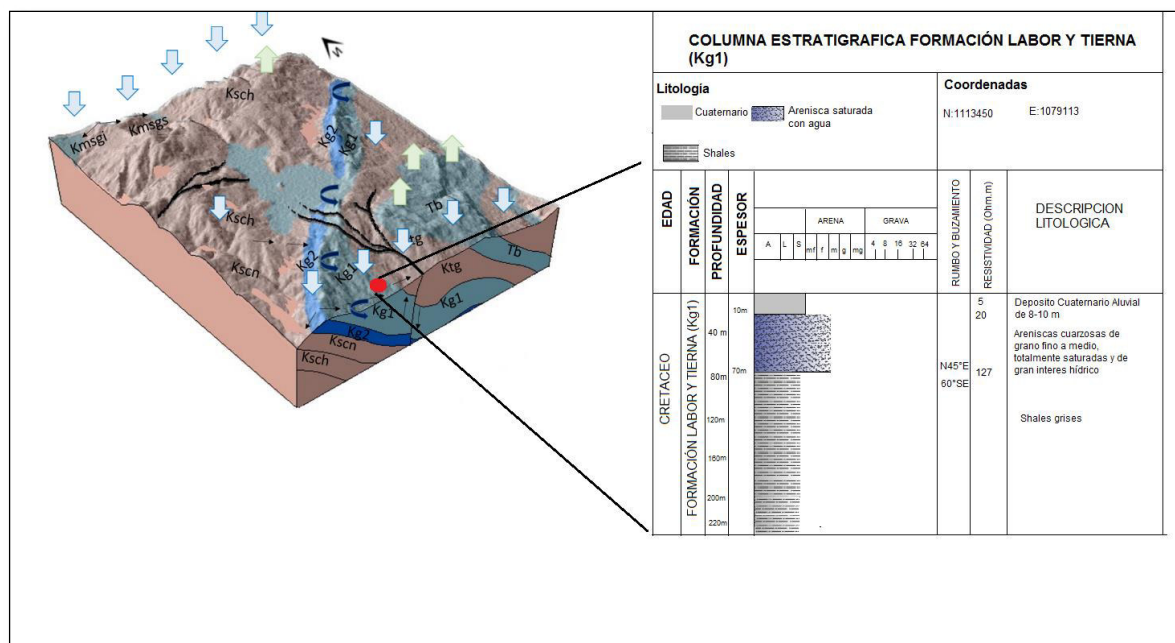 COLUMNA ESTRATIGRAFICA FORMACIÓN LABOR Y TIERNA
(Kg1)
Litología
Cuaternario
Arenisca saturada
con agua
Shales
Coordenadas
N:1113450 E:1079113
EDAD
FORMACIÓN
PROFUNDIDAD
ESPESOR
ARENA GRAVA
A L S mf f m g mg 4 8 16 32 64
RUMBO Y BUZAMIENTO
RESISTIVIDAD (Ohm.m)
DESCRIPCION
LITOLOGICA
CRETACEO
FORMACIÓN LABOR Y TIERNA (Kg1)
40 m
80m
120m
160m
200m
220m
10m
70m
N45°E
60°SE
5
20
127
Deposito Cuaternario Aluvial
de 8-10 m
Areniscas cuarzosas de
grano fino a medio,
totalmente saturadas y de
gran interes hídrico
Shales grises
N
Ksch
Kmsgi
Kmsgs
Kg2
Kg1
Ksch
Tb
Kscn
Kg2
Kg1
Ktg
Tb
Kg1
Kg1
Kg2
Kscn
Ksch